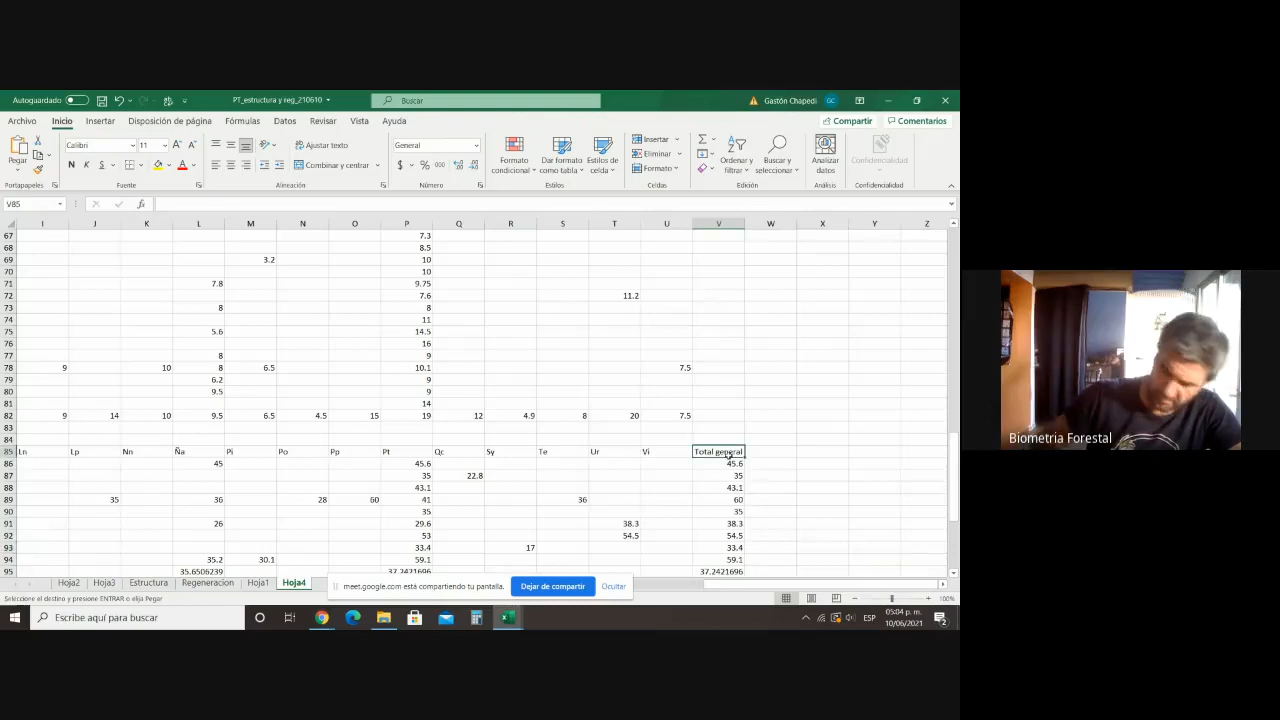 Autoguardado PT_estructura y reg_210610 Buscar Gastón Chapedi GC
Archivo Inicio Insertar Disposición de página Fórmulas Datos Revisar Vista Ayuda Compartir Comentarios
Pegar Calibri 11 Ajustar texto General Insertar Eliminar Formato
N K S Combinar y centrar $ % 000
Formato condicional Dar formato como tabla Estilos de celda Ordenar y filtrar Buscar y seleccionar Analizar datos Confidencialidad
Portapapeles Fuente Alineación Número Estilos Celdas Edición Análisis Confidencialidad
V85 fx
I J K L M N O P Q R S T U V W X Y Z
67 7.3
68 8.5
69 3.2 10
70 10
71 7.8 9.75
72 7.6 11.2
73 8 8
74 11
75 5.6 14.5
76 16
77 8 9
78 9 10 8 6.5 10.1 7.5
79 6.2 9
80 9.5 9
81 14
82 9 14 10 9.5 6.5 4.5 15 19 12 4.9 8 20 7.5
83
84
85 Ln Lp Nn Ña Pi Po Pp Pt Qc Sy Te Ur Vi Total general
86 45 45.6 45.6
87 35 22.8 35
88 43.1 43.1
89 35 36 28 60 41 36 60
90 35 35
91 26 29.6 38.3 38.3
92 53 54.5 54.5
93 33.4 17 33.4
94 35.2 30.1 59.1 59.1
95 35.6506239 37.2421696 37.2421696
Hoja2 Hoja3 Estructura Regeneracion Hoja1 Hoja4
meet.google.com está compartiendo tu pantalla. Dejar de compartir Ocultar
Seleccione el destino y presione ENTRAR o elija Pegar 100%
Escribe aquí para buscar ESP 05:04 p. m.
10/06/2021 2
Biometria Forestal